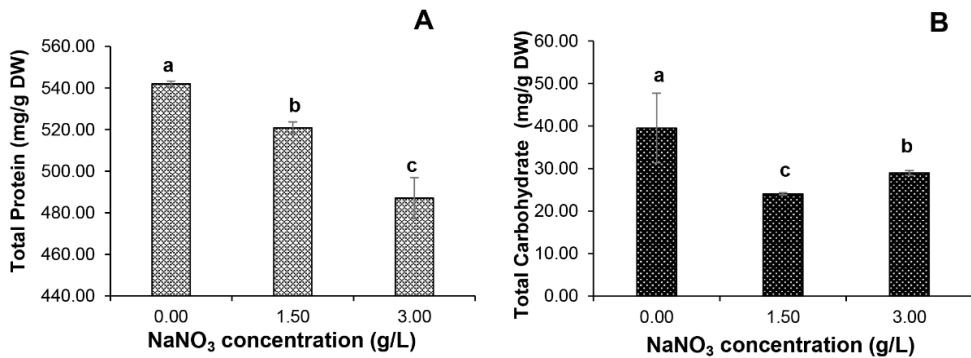 A
Total Protein (mg/g DW)
560.00
540.00
520.00
500.00
480.00
460.00
440.00
a
b
c
0.00 1.50 3.00
NaNO3 concentration (g/L)
B
Total Carbohydrate (mg/g DW)
60.00
50.00
40.00
30.00
20.00
10.00
0.00
a
c
b
0.00 1.50 3.00
NaNO3 concentration (g/L)